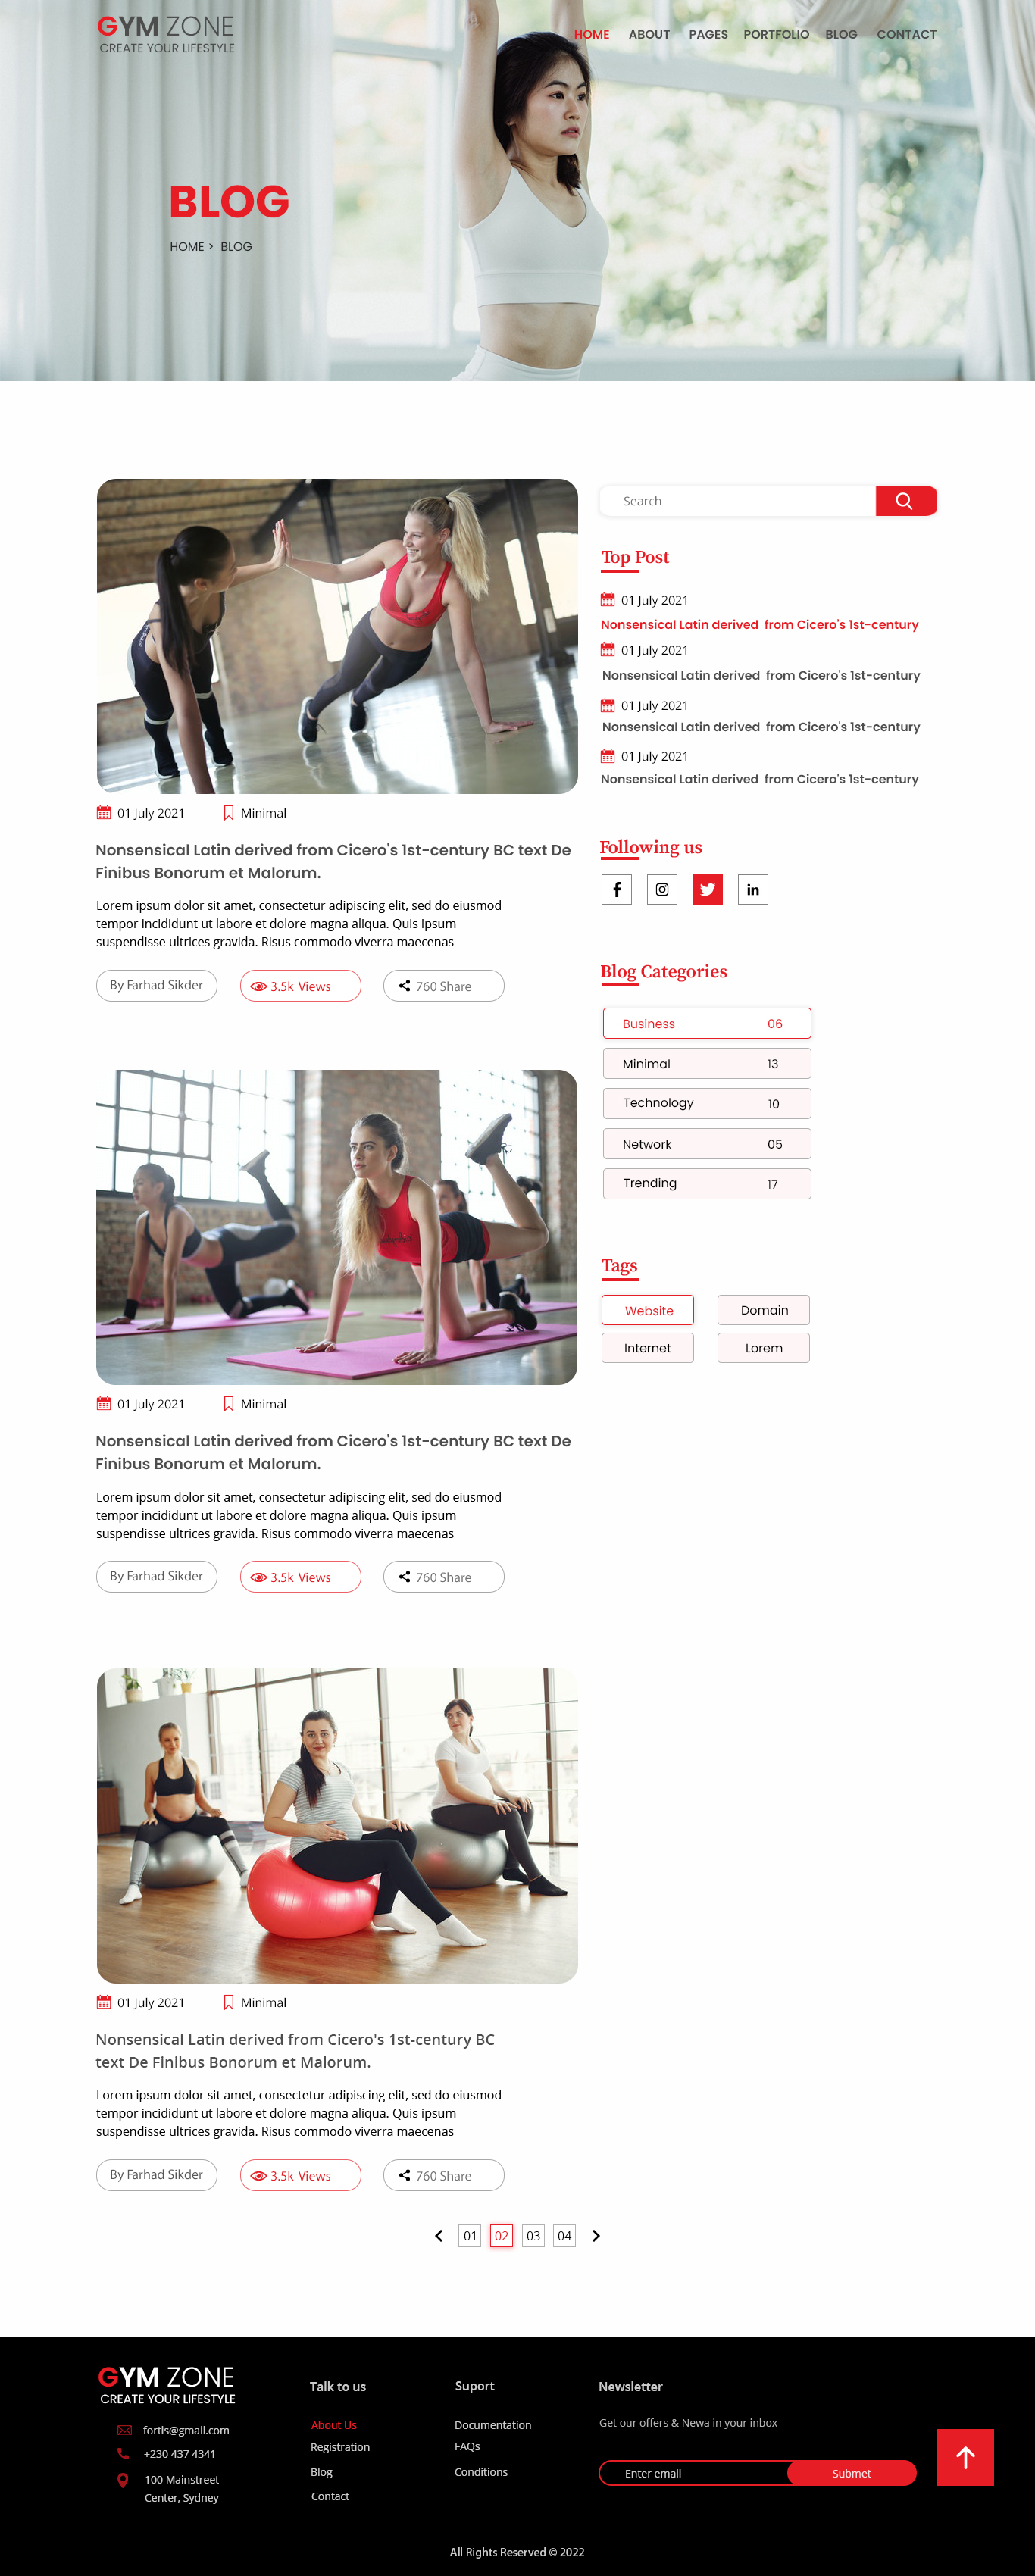 GYM ZONE
CREATE YOUR LIFESTYLE
HOME ABOUT PAGES PORTFOLIO BLOG CONTACT
BLOG
HOME > BLOG
01 July 2021 Minimal
Nonsensical Latin derived from Cicero's 1st-century BC text De
Finibus Bonorum et Malorum.
Lorem ipsum dolor sit amet, consectetur adipiscing elit, sed do eiusmod
tempor incididunt ut labore et dolore magna aliqua. Quis ipsum
suspendisse ultrices gravida. Risus commodo viverra maecenas
By Farhad Sikder 3.5k Views 760 Share
01 July 2021 Minimal
Nonsensical Latin derived from Cicero's 1st-century BC text De
Finibus Bonorum et Malorum.
Lorem ipsum dolor sit amet, consectetur adipiscing elit, sed do eiusmod
tempor incididunt ut labore et dolore magna aliqua. Quis ipsum
suspendisse ultrices gravida. Risus commodo viverra maecenas
By Farhad Sikder 3.5k Views 760 Share
01 July 2021 Minimal
Nonsensical Latin derived from Cicero's 1st-century BC
text De Finibus Bonorum et Malorum.
Lorem ipsum dolor sit amet, consectetur adipiscing elit, sed do eiusmod
tempor incididunt ut labore et dolore magna aliqua. Quis ipsum
suspendisse ultrices gravida. Risus commodo viverra maecenas
By Farhad Sikder 3.5k Views 760 Share
Search
Top Post
01 July 2021
Nonsensical Latin derived from Cicero's 1st-century
01 July 2021
Nonsensical Latin derived from Cicero's 1st-century
01 July 2021
Nonsensical Latin derived from Cicero's 1st-century
01 July 2021
Nonsensical Latin derived from Cicero's 1st-century
Following us
Blog Categories
Business 06
Minimal 13
Technology 10
Network 05
Trending 17
Tags
Website Domain
Internet Lorem
01 02 03 04
GYM ZONE
CREATE YOUR LIFESTYLE
fortis@gmail.com
+230 437 4341
100 Mainstreet
Center, Sydney
Talk to us
About Us
Registration
Blog
Contact
Suport
Documentation
FAQs
Conditions
Newsletter
Get our offers & Newa in your inbox
Enter email Submet
All Rights Reserved © 2022